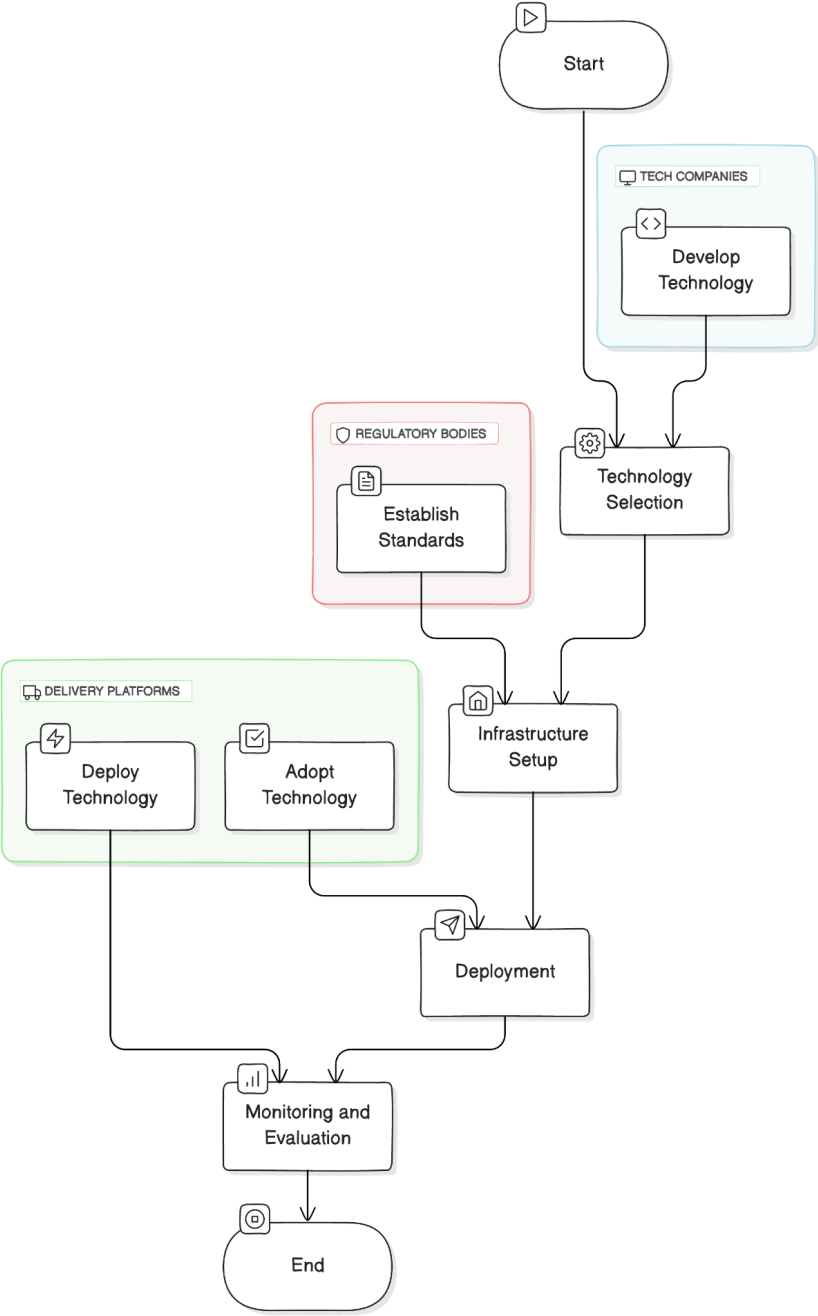 Start
TECH COMPANIES
Develop
Technology
REGULATORY BODIES
Establish
Standards
Technology
Selection
DELIVERY PLATFORMS
Deploy
Technology
Adopt
Technology
Infrastructure
Setup
Deployment
Monitoring and
Evaluation
End